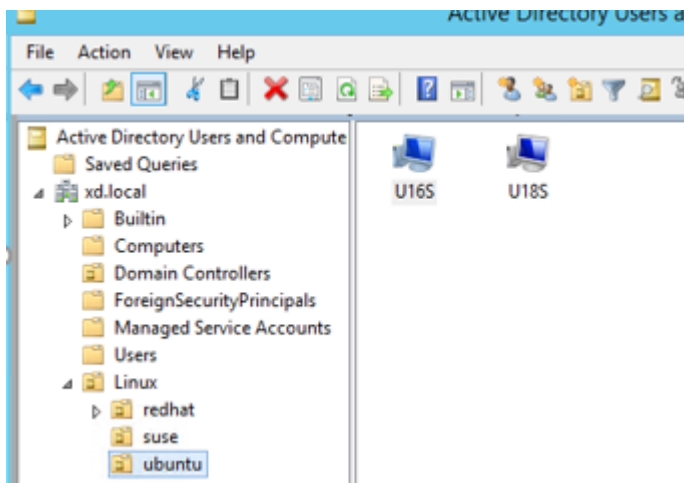 Active Directory Users a
File Action View Help
Active Directory Users and Compute
Saved Queries
xd.local
Builtin
Computers
Domain Controllers
ForeignSecurityPrincipals
Managed Service Accounts
Users
Linux
redhat
suse
ubuntu
U16S U18S